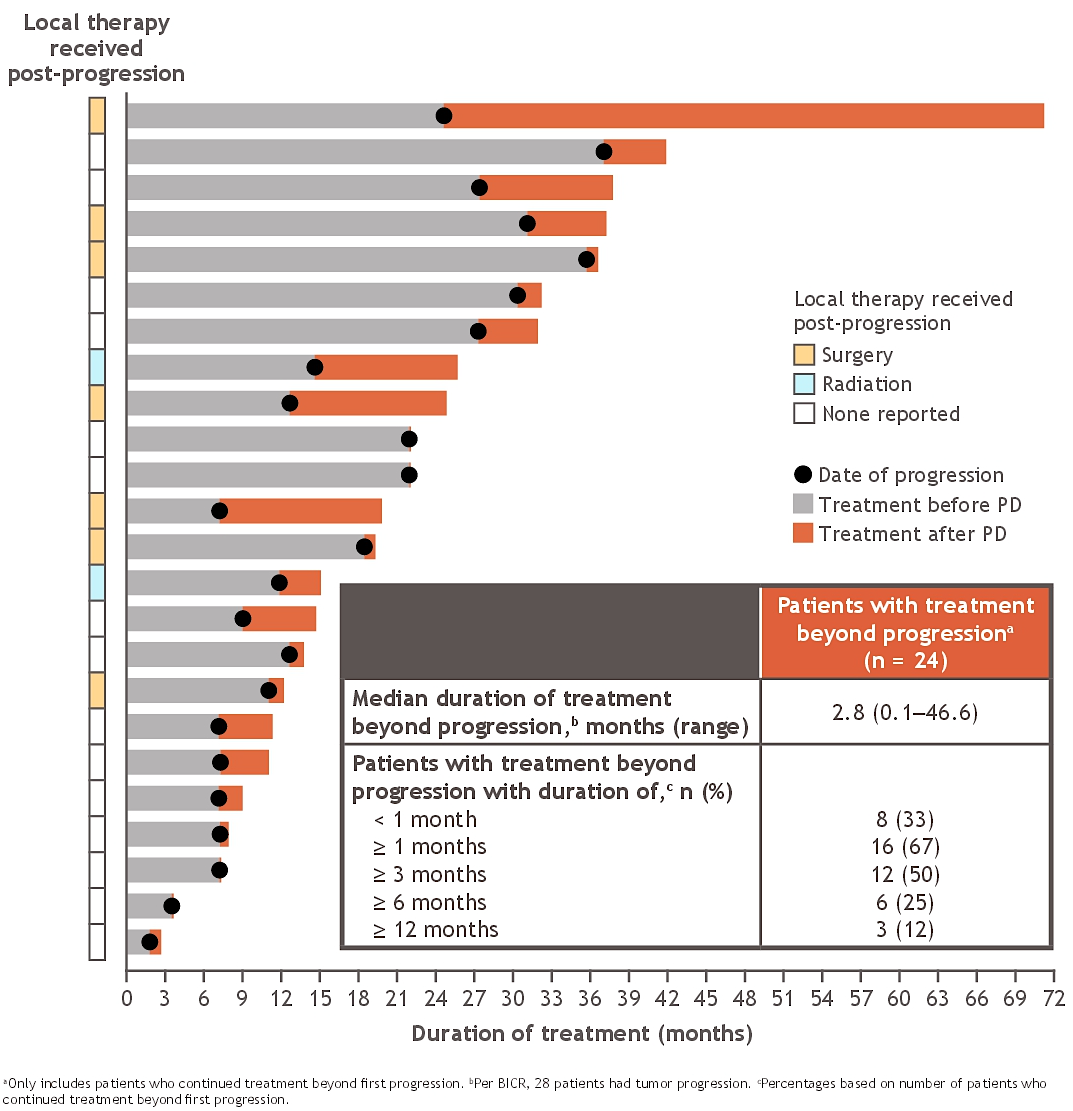 Local therapy
received
post-progression
Local therapy received
post-progression
Surgery
Radiation
None reported
Date of progression
Treatment before PD
Treatment after PD
Patients with treatment
beyond progressionᵃ
(n = 24)
Median duration of treatment
beyond progression,ᵇ months (range)
2.8 (0.1–46.6)
Patients with treatment beyond
progression with duration of,ᶜ n (%)
< 1 month 8 (33)
≥ 1 months 16 (67)
≥ 3 months 12 (50)
≥ 6 months 6 (25)
≥ 12 months 3 (12)
0 3 6 9 12 15 18 21 24 27 30 33 36 39 42 45 48 51 54 57 60 63 66 69 72
Duration of treatment (months)
ᵃOnly includes patients who continued treatment beyond first progression. ᵇPer BICR, 28 patients had tumor progression. ᶜPercentages based on number of patients who
continued treatment beyond first progression.